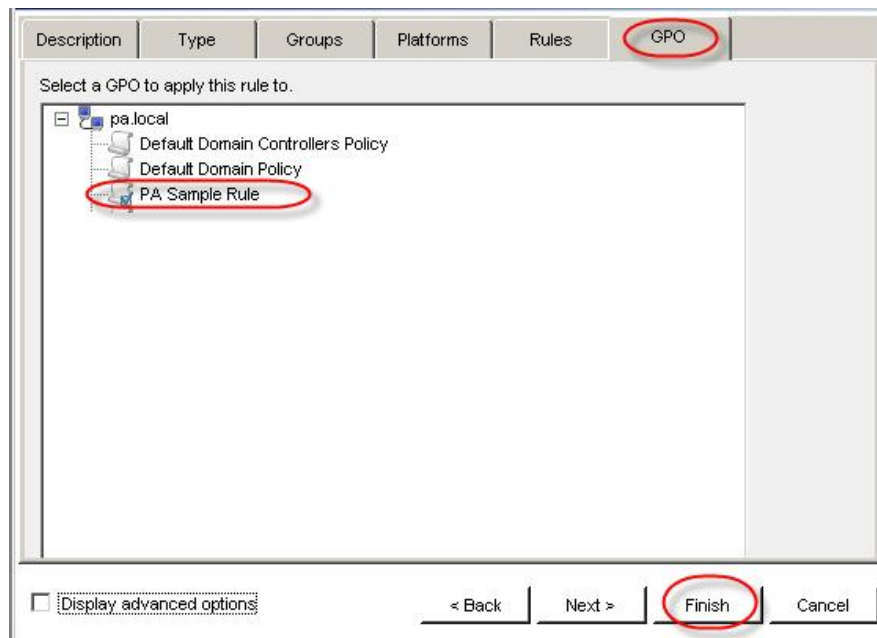 Description Type Groups Platforms Rules GPO
Select a GPO to apply this rule to.
pa.local
Default Domain Controllers Policy
Default Domain Policy
PA Sample Rule
Display advanced options < Back Next > Finish Cancel